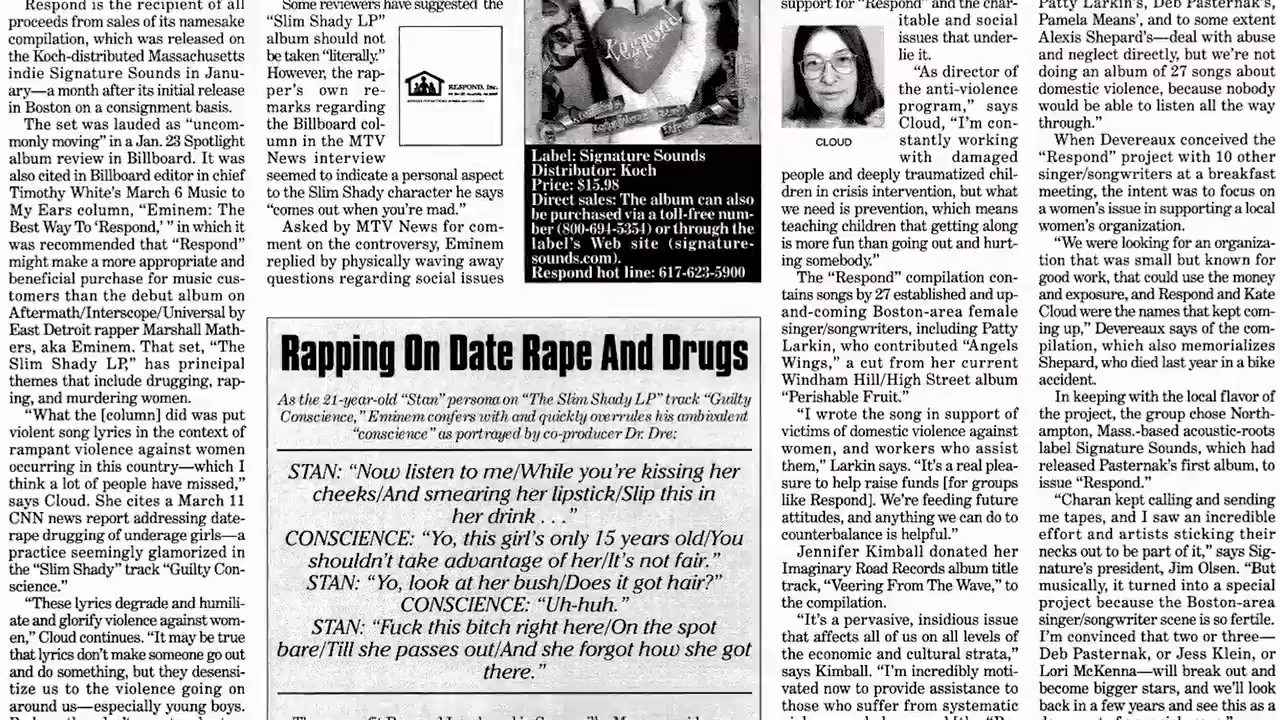 Respond is the recipient of all
proceeds from sales of its namesake
compilation, which was released on
the Koch-distributed Massachusetts
indie Signature Sounds in Janu-
ary—a month after its initial release
in Boston on a consignment basis.
The set was lauded as “uncom-
monly moving” in a Jan. 23 Spotlight
album review in Billboard. It was
also cited in Billboard editor in chief
Timothy White’s March 6 Music to
My Ears column, “Eminem: The
Best Way To ‘Respond,’ ” in which it
was recommended that “Respond”
might make a more appropriate and
beneficial purchase for music cus-
tomers than the debut album on
Aftermath/Interscope/Universal by
East Detroit rapper Marshall Math-
ers, aka Eminem. That set, “The
Slim Shady LP,” has principal
themes that include drugging, rap-
ing, and murdering women.
“What the [column] did was put
violent song lyrics in the context of
rampant violence against women
occurring in this country—which I
think a lot of people have missed,”
says Cloud. She cites a March 11
CNN news report addressing date-
rape drugging of underage girls—a
practice seemingly glamorized in
the “Slim Shady” track “Guilty Con-
science.”
“These lyrics degrade and humili-
ate and glorify violence against wom-
en,” Cloud continues. “It may be true
that lyrics don’t make someone go out
and do something, but they desensi-
tize us to the violence going on
around us—especially young boys.
Some reviewers have suggested the
“Slim Shady LP”
album should not
be taken “literally.”
However, the rap-
per’s own re-
marks regarding
the Billboard col-
umn in the MTV
News interview
seemed to indicate a personal aspect
to the Slim Shady character he says
“comes out when you’re mad.”
Asked by MTV News for com-
ment on the controversy, Eminem
replied by physically waving away
questions regarding social issues
RESPOND, Inc.
Respond
Label: Signature Sounds
Distributor: Koch
Price: $15.98
Direct sales: The album can also
be purchased via a toll-free num-
ber (800-694-5354) or through the
label’s Web site (signature-
sounds.com).
Respond hot line: 617-623-5900
Rapping On Date Rape And Drugs
As the 21-year-old “Stan” persona on “The Slim Shady LP” track “Guilty
Conscience,” Eminem confers with and quickly overrules his ambivalent
“conscience” as portrayed by co-producer Dr. Dre:
STAN: “Now listen to me/While you’re kissing her
cheeks/And smearing her lipstick/Slip this in
her drink . . .”
CONSCIENCE: “Yo, this girl’s only 15 years old/You
shouldn’t take advantage of her/It’s not fair.”
STAN: “Yo, look at her bush/Does it got hair?”
CONSCIENCE: “Uh-huh.”
STAN: “Fuck this bitch right here/On the spot
bare/Till she passes out/And she forgot how she got
there.”
support for “Respond” and the char-
itable and social
issues that under-
lie it.
“As director of
the anti-violence
program,” says
Cloud, “I’m con-
stantly working
with damaged
CLOUD
people and deeply traumatized chil-
dren in crisis intervention, but what
we need is prevention, which means
teaching children that getting along
is more fun than going out and hurt-
ing somebody.”
The “Respond” compilation con-
tains songs by 27 established and up-
and-coming Boston-area female
singer/songwriters, including Patty
Larkin, who contributed “Angels
Wings,” a cut from her current
Windham Hill/High Street album
“Perishable Fruit.”
“I wrote the song in support of
victims of domestic violence against
women, and workers who assist
them,” Larkin says. “It’s a real plea-
sure to help raise funds [for groups
like Respond]. We’re feeding future
attitudes, and anything we can do to
counterbalance is helpful.”
Jennifer Kimball donated her
Imaginary Road Records album title
track, “Veering From The Wave,” to
the compilation.
“It’s a pervasive, insidious issue
that affects all of us on all levels of
the economic and cultural strata,”
says Kimball. “I’m incredibly moti-
vated now to provide assistance to
those who suffer from systematic
Patty Larkin’s, Deb Pasternak’s,
Pamela Means’, and to some extent
Alexis Shepard’s—deal with abuse
and neglect directly, but we’re not
doing an album of 27 songs about
domestic violence, because nobody
would be able to listen all the way
through.”
When Devereaux conceived the
“Respond” project with 10 other
singer/songwriters at a breakfast
meeting, the intent was to focus on
a women’s issue in supporting a local
women’s organization.
“We were looking for an organiza-
tion that was small but known for
good work, that could use the money
and exposure, and Respond and Kate
Cloud were the names that kept com-
ing up,” Devereaux says of the com-
pilation, which also memorializes
Shepard, who died last year in a bike
accident.
In keeping with the local flavor of
the project, the group chose North-
ampton, Mass.-based acoustic-roots
label Signature Sounds, which had
released Pasternak’s first album, to
issue “Respond.”
“Charan kept calling and sending
me tapes, and I saw an incredible
effort and artists sticking their
necks out to be part of it,” says Sig-
nature’s president, Jim Olsen. “But
musically, it turned into a special
project because the Boston-area
singer/songwriter scene is so fertile.
I’m convinced that two or three—
Deb Pasternak, or Jess Klein, or
Lori McKenna—will break out and
become bigger stars, and we’ll look
back in a few years and see this as a